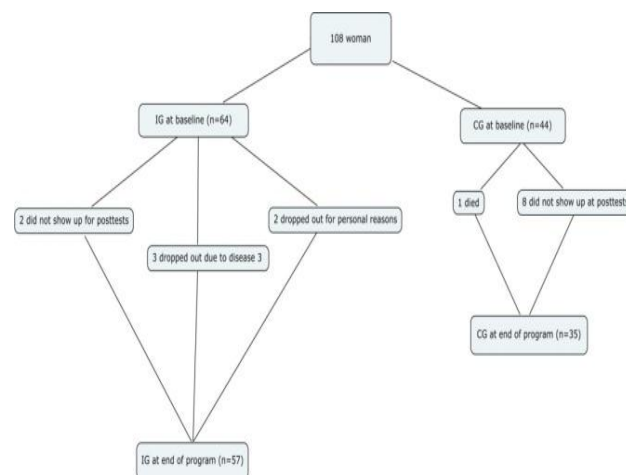 108 woman
IG at baseline (n=64)
CG at baseline (n=44)
2 did not show up for posttests
3 dropped out due to disease 3
2 dropped out for personal reasons
1 died
8 did not show up at posttests
CG at end of program (n=35)
IG at end of program (n=57)